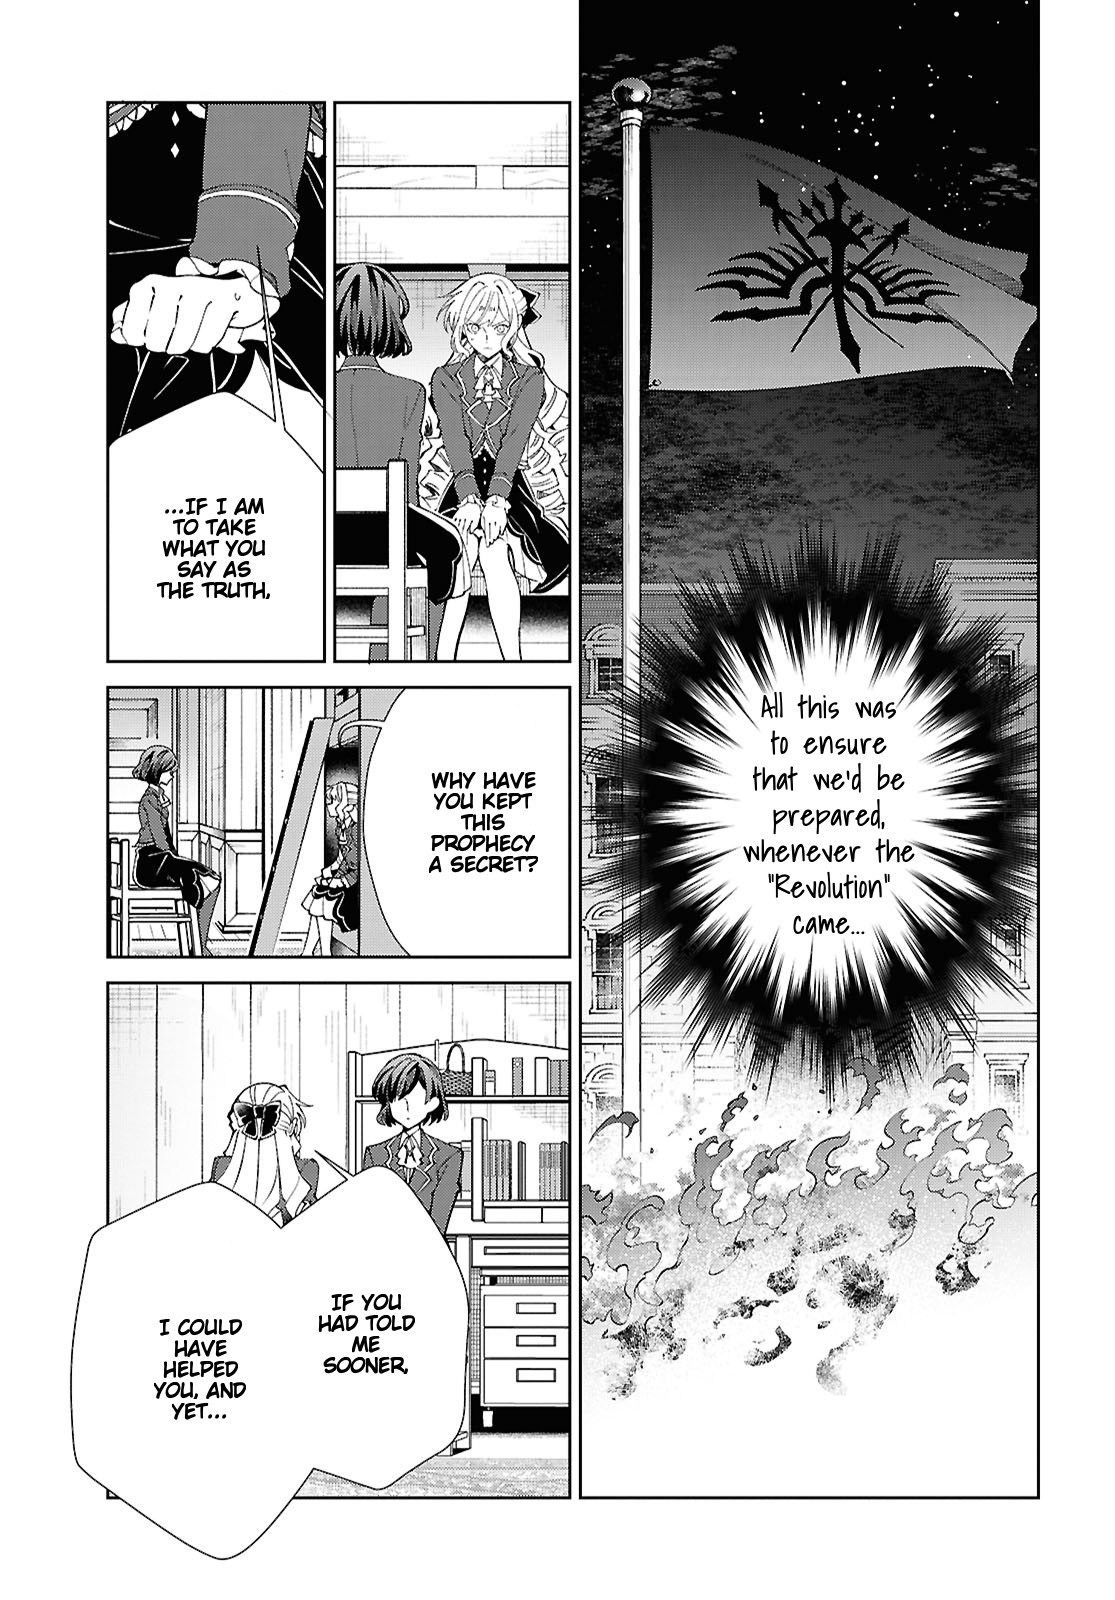 All this was
to ensure
that we'd be
prepared,
whenever the
"Revolution"
came...
...IF I AM
TO TAKE
WHAT YOU
SAY AS
THE TRUTH,
WHY HAVE
YOU KEPT
THIS
PROPHECY
A SECRET?
IF YOU
HAD TOLD
ME
SOONER,
I COULD
HAVE
HELPED
YOU, AND
YET...